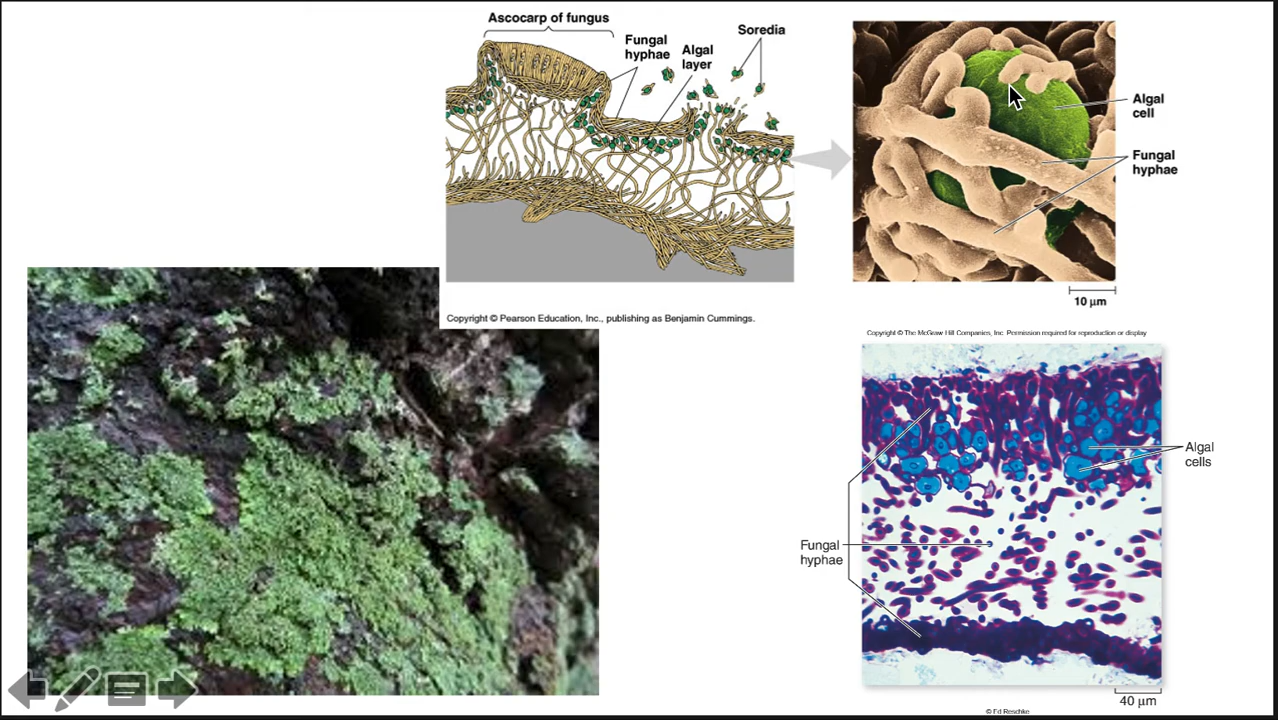 Ascocarp of fungus
Fungal
hyphae
Algal
layer
Soredia
Algal
cell
Fungal
hyphae
10 µm
Copyright © Pearson Education, Inc., publishing as Benjamin Cummings.
Copyright © The McGraw Hill Companies, Inc. Permission required for reproduction or display
Algal
cells
Fungal
hyphae
40 µm
© Ed Reschke